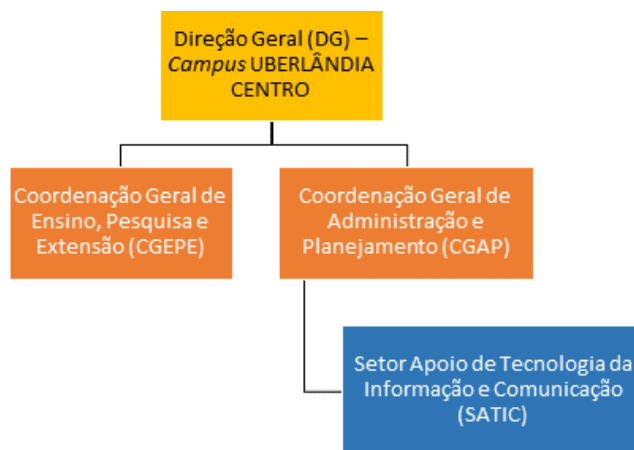 Direção Geral (DG) –
Campus UBERLÂNDIA
CENTRO
Coordenação Geral de
Ensino, Pesquisa e
Extensão (CGEPE)
Coordenação Geral de
Administração e
Planejamento (CGAP)
Setor Apoio de Tecnologia da
Informação e Comunicação
(SATIC)